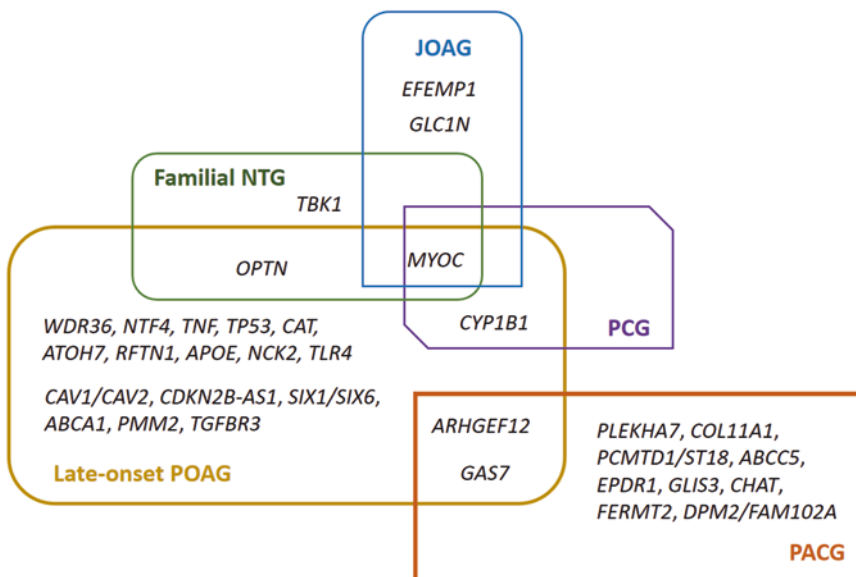 JOAG
EFEMP1
GLC1N
Familial NTG
TBK1
OPTN
MYOC
CYP1B1
PCG
WDR36, NTF4, TNF, TP53, CAT,
ATOH7, RFTN1, APOE, NCK2, TLR4
CAV1/CAV2, CDKN2B-AS1, SIX1/SIX6,
ABCA1, PMM2, TGFBR3
Late-onset POAG
ARHGEF12
GAS7
PLEKHA7, COL11A1,
PCMTD1/ST18, ABCC5,
EPDR1, GLIS3, CHAT,
FERMT2, DPM2/FAM102A
PACG